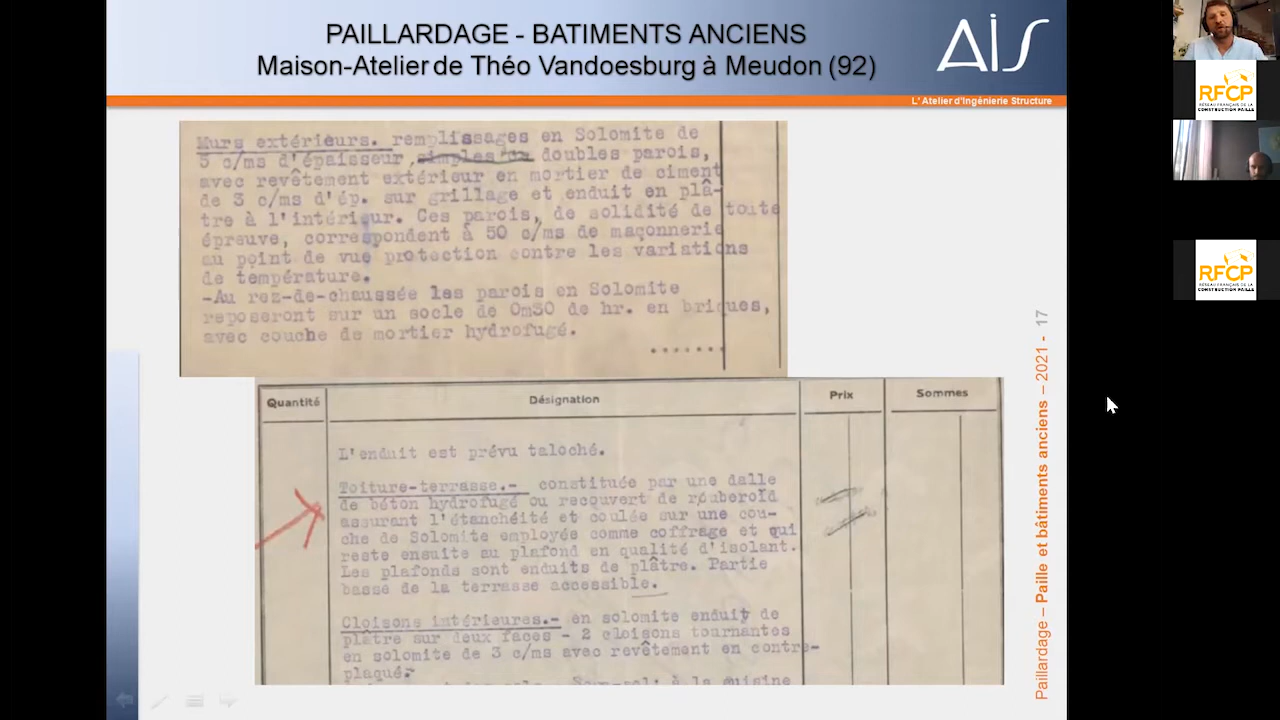 PAILLARDAGE - BATIMENTS ANCIENS
Maison-Atelier de Théo Vandoesburg à Meudon (92)
AiS
L' Atelier d'Ingénierie Structure
Murs extérieurs. remplissages en Solomite de
5 c/ms d'épaisseur, simples ou doubles parois,
avec revêtement extérieur en mortier de ciment
de 3 c/ms d'ép. sur grillage et enduit en plâ-
tre à l'intérieur. Ces parois, de solidité de toute
épreuve, correspondent à 50 c/ms de maçonnerie
au point de vue protection contre les variations
de température.
-Au rez-de-chaussée les parois en Solomite
reposeront sur un socle de 0m30 de hr. en briques,
avec couche de mortier hydrofugé.
.......
Quantité
Désignation
Prix
Sommes
L'enduit est prévu taloché.
Toiture-terrasse.- constituée par une dalle
de béton hydrofugé ou recouvert de rouberoïd
assurant l'étanchéité et coulée sur une cou-
che de Solomite employée comme coffrage et qui
reste ensuite au plafond en qualité d'isolant.
Les plafonds sont enduits de plâtre. Partie
basse de la terrasse accessible.
Cloisons intérieures.- en solomite enduit de
plâtre sur deux faces - 2 cloisons tournantes
en solomite de 3 c/ms avec revêtement en contre-
plaqué.-
à la cuisine
Paillardage – Paille et bâtiments anciens – 2021 - 17
RFCP
RÉSEAU FRANÇAIS DE LA
CONSTRUCTION PAILLE
RFCP
RÉSEAU FRANÇAIS DE LA
CONSTRUCTION PAILLE